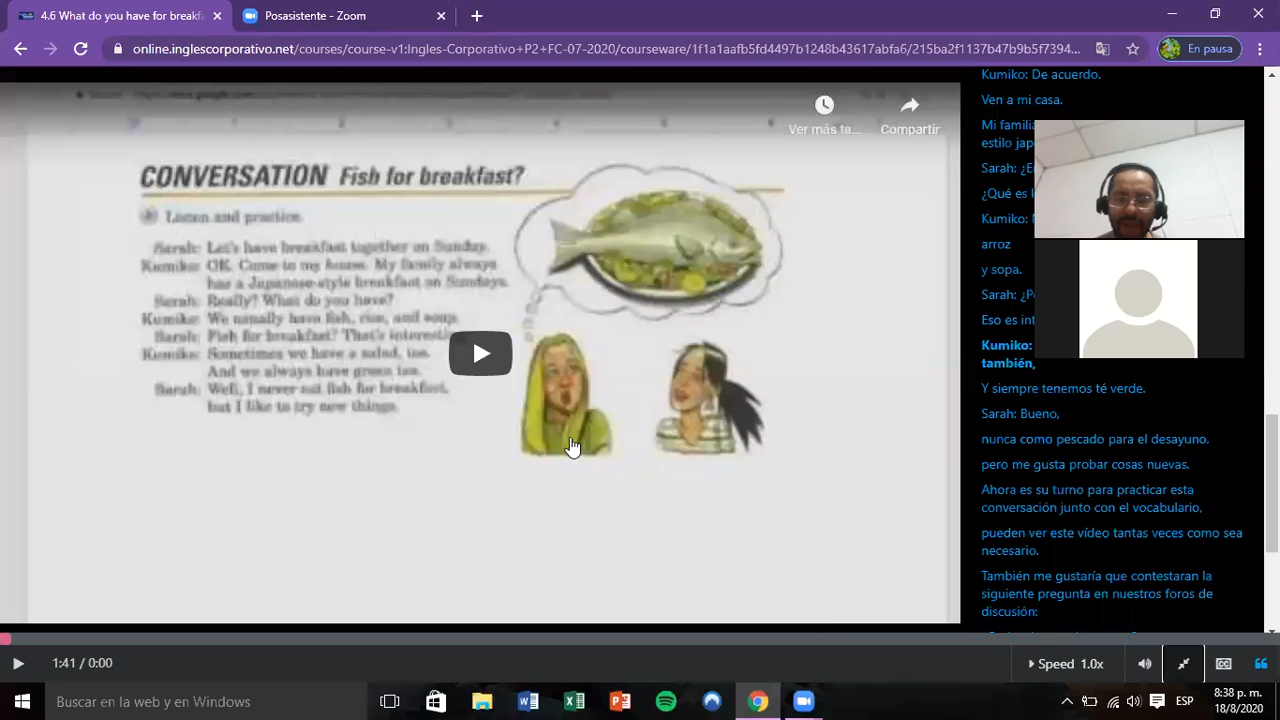 4.6 What do you have for breakfa
Posasistente - Zoom
online.inglescorporativo.net/courses/course-v1:Ingles-Corporativo+P2+FC-07-2020/courseware/1f1a1aafb5fd4497b1248b43617abfa6/215ba2f1137b47b9b5f7394...
En pausa
Ver más ta...
Compartir
CONVERSATION Fish for breakfast?
Listen and practice.
Sarah: Let's have breakfast together on Sunday.
Kumiko: OK. Come to my house. My family always
has a Japanese-style breakfast on Sundays.
Sarah: Really? What do you have?
Kumiko: We usually have fish, rice, and soup.
Sarah: Fish for breakfast? That's interesting.
Kumiko: Sometimes we have a salad, too.
And we always have green tea.
Sarah: Well, I never eat fish for breakfast,
but I like to try new things.
Kumiko: De acuerdo.
Ven a mi casa.
Mi familia
estilo jap
Sarah: ¿E
¿Qué es l
Kumiko:
arroz
y sopa.
Sarah: ¿P
Eso es int
Kumiko:
también,
Y siempre tenemos té verde.
Sarah: Bueno,
nunca como pescado para el desayuno,
pero me gusta probar cosas nuevas.
Ahora es su turno para practicar esta
conversación junto con el vocabulario,
pueden ver este vídeo tantas veces como sea
necesario.
También me gustaría que contestaran la
siguiente pregunta en nuestros foros de
discusión:
1:41 / 0:00
Speed 1.0x
Buscar en la web y en Windows
ESP
8:38 p. m.
18/8/2020